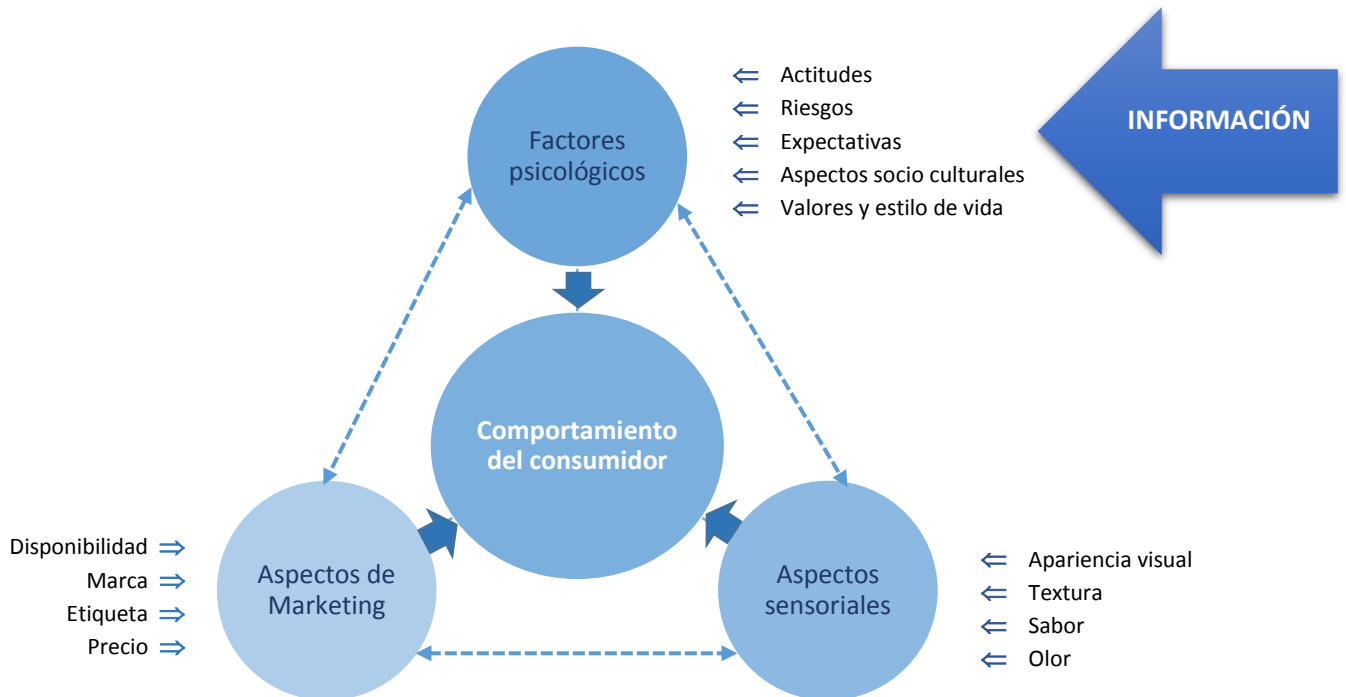 Factores
psicológicos
Actitudes
Riesgos
Expectativas
Aspectos socio culturales
Valores y estilo de vida
INFORMACIÓN
Comportamiento
del consumidor
Disponibilidad
Marca
Etiqueta
Precio
Aspectos de
Marketing
Aspectos
sensoriales
Apariencia visual
Textura
Sabor
Olor